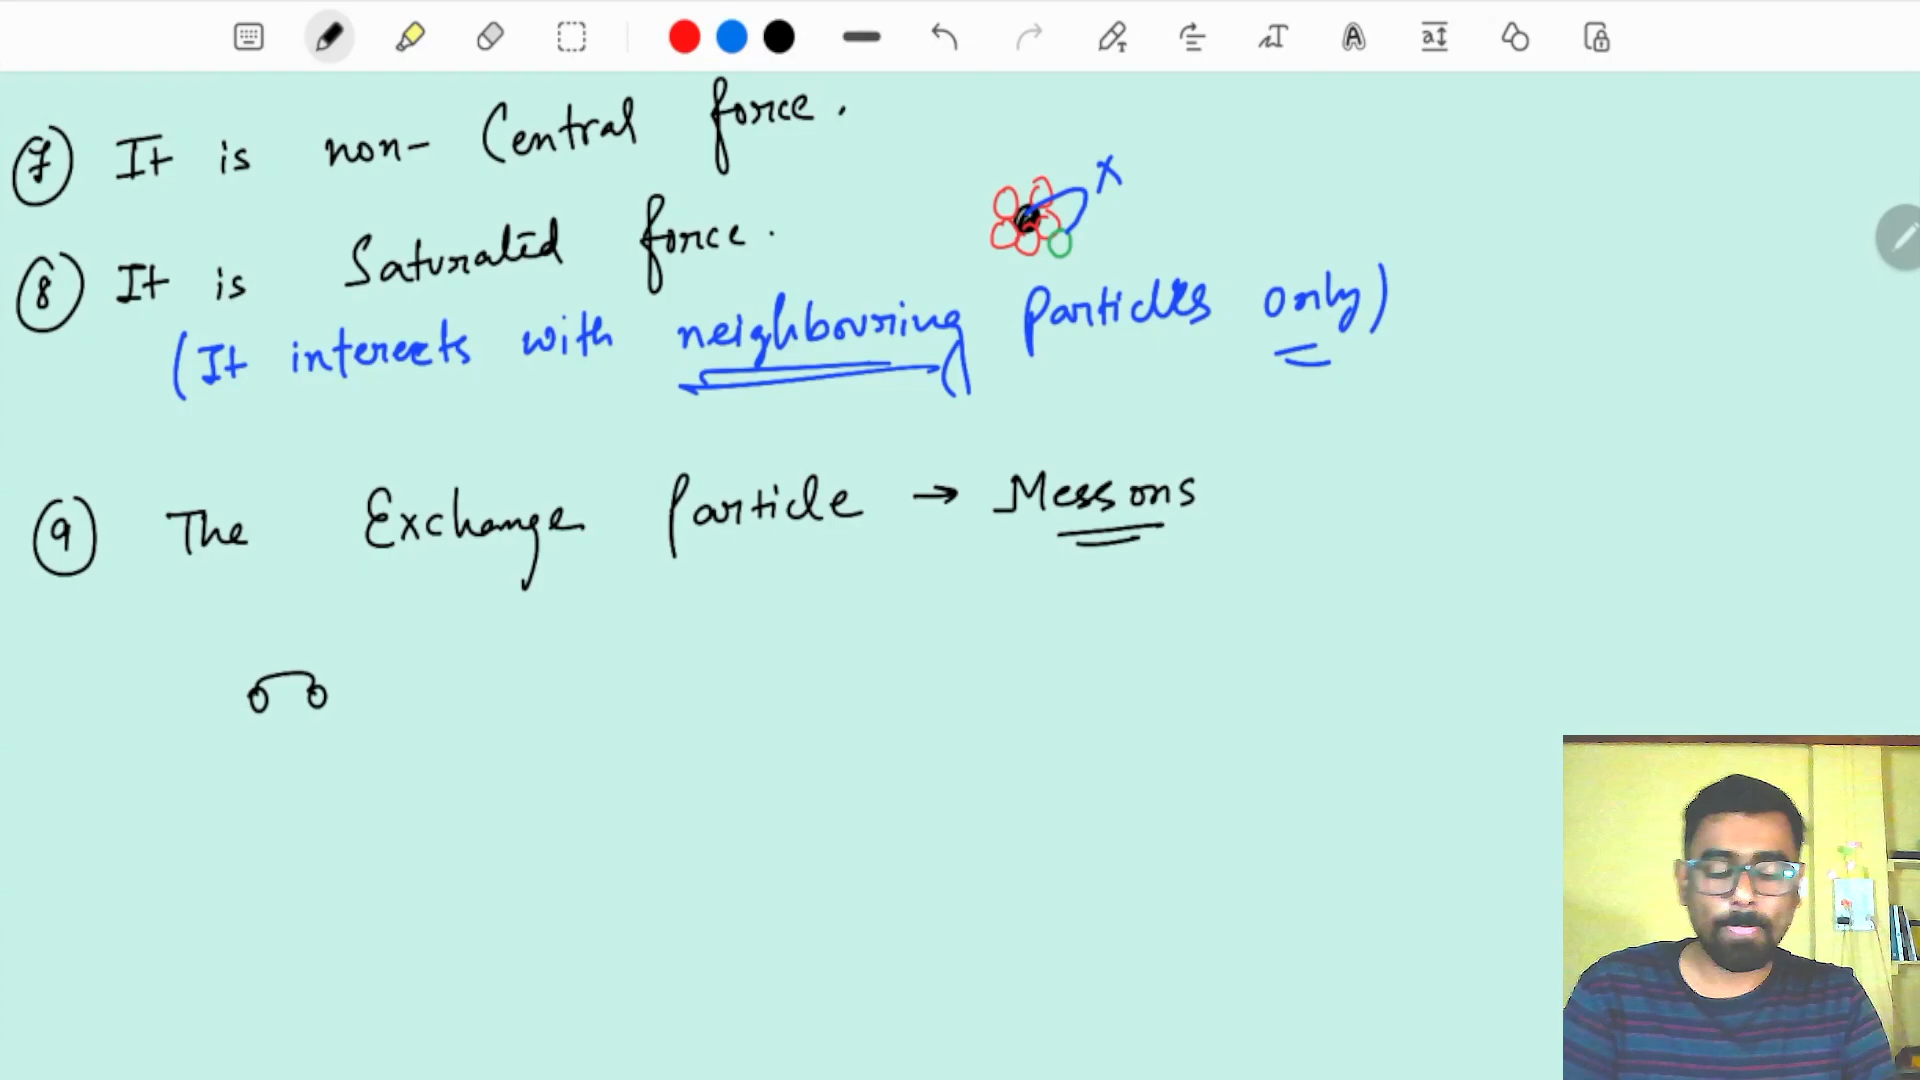 7 It is non-Central force.
8 It is Saturated force.
X
(It interects with neighbouring Particles only)
9 The Exchange Particle → Messons